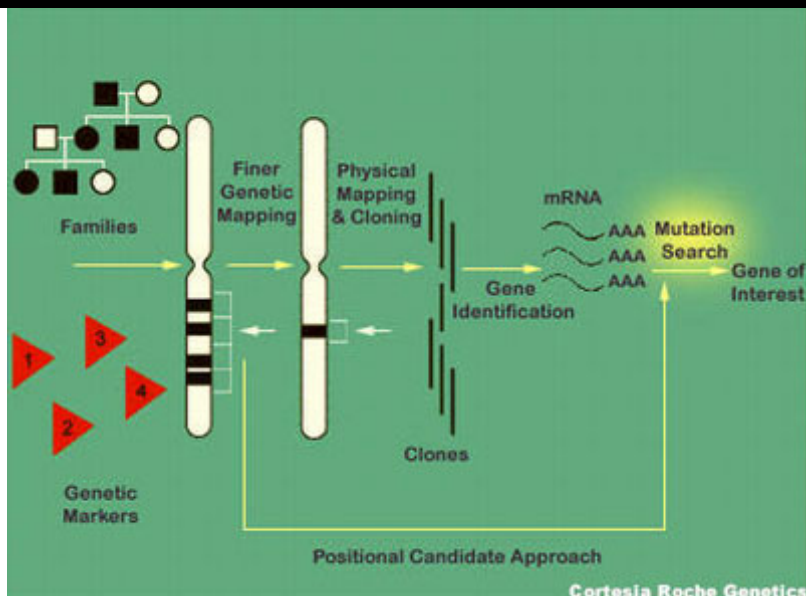 Families
Finer
Genetic
Mapping
Physical
Mapping
& Cloning
mRNA
AAA
AAA
AAA
Mutation
Search
Gene of
Interest
Gene
Identification
1
3
2
4
Clones
Genetic
Markers
Positional Candidate Approach
Cortesia Roche Genetics